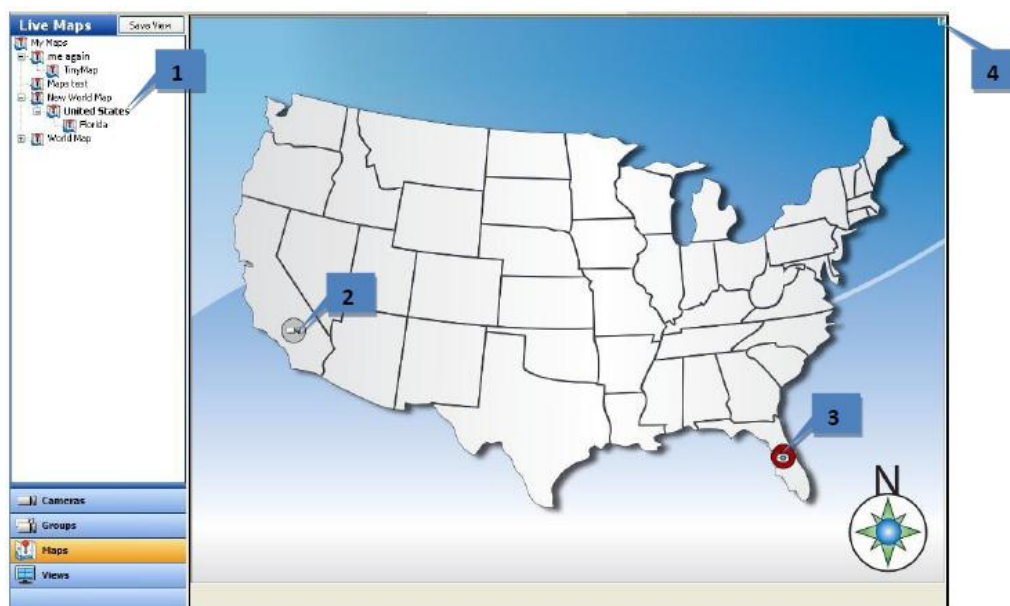 Live Maps
Save View
My Maps
me again
TinyMap
Maps test
New World Map
United States
Florida
World Map
1
2
3
4
N
Cameras
Groups
Maps
Views